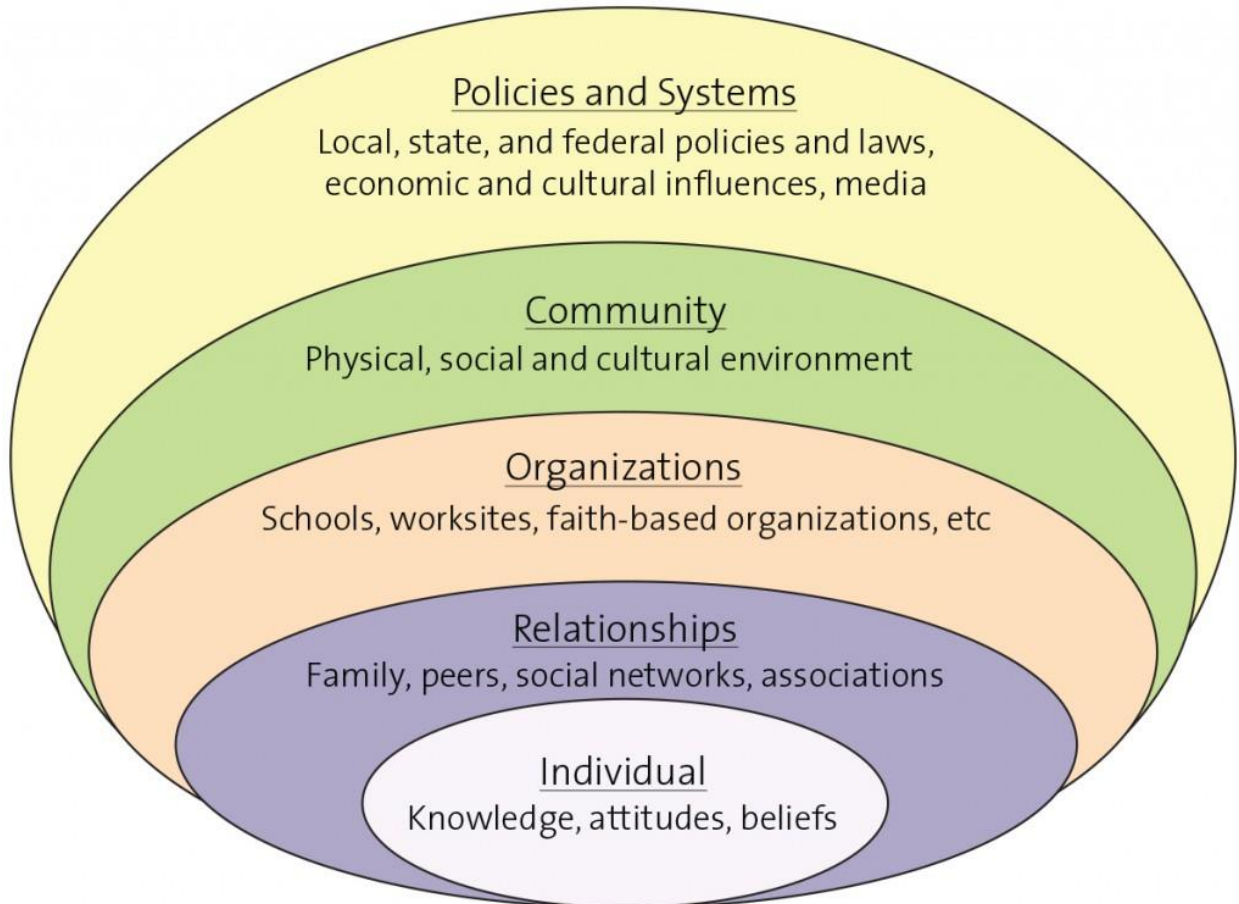 Policies and Systems
Local, state, and federal policies and laws,
economic and cultural influences, media
Community
Physical, social and cultural environment
Organizations
Schools, worksites, faith-based organizations, etc
Relationships
Family, peers, social networks, associations
Individual
Knowledge, attitudes, beliefs